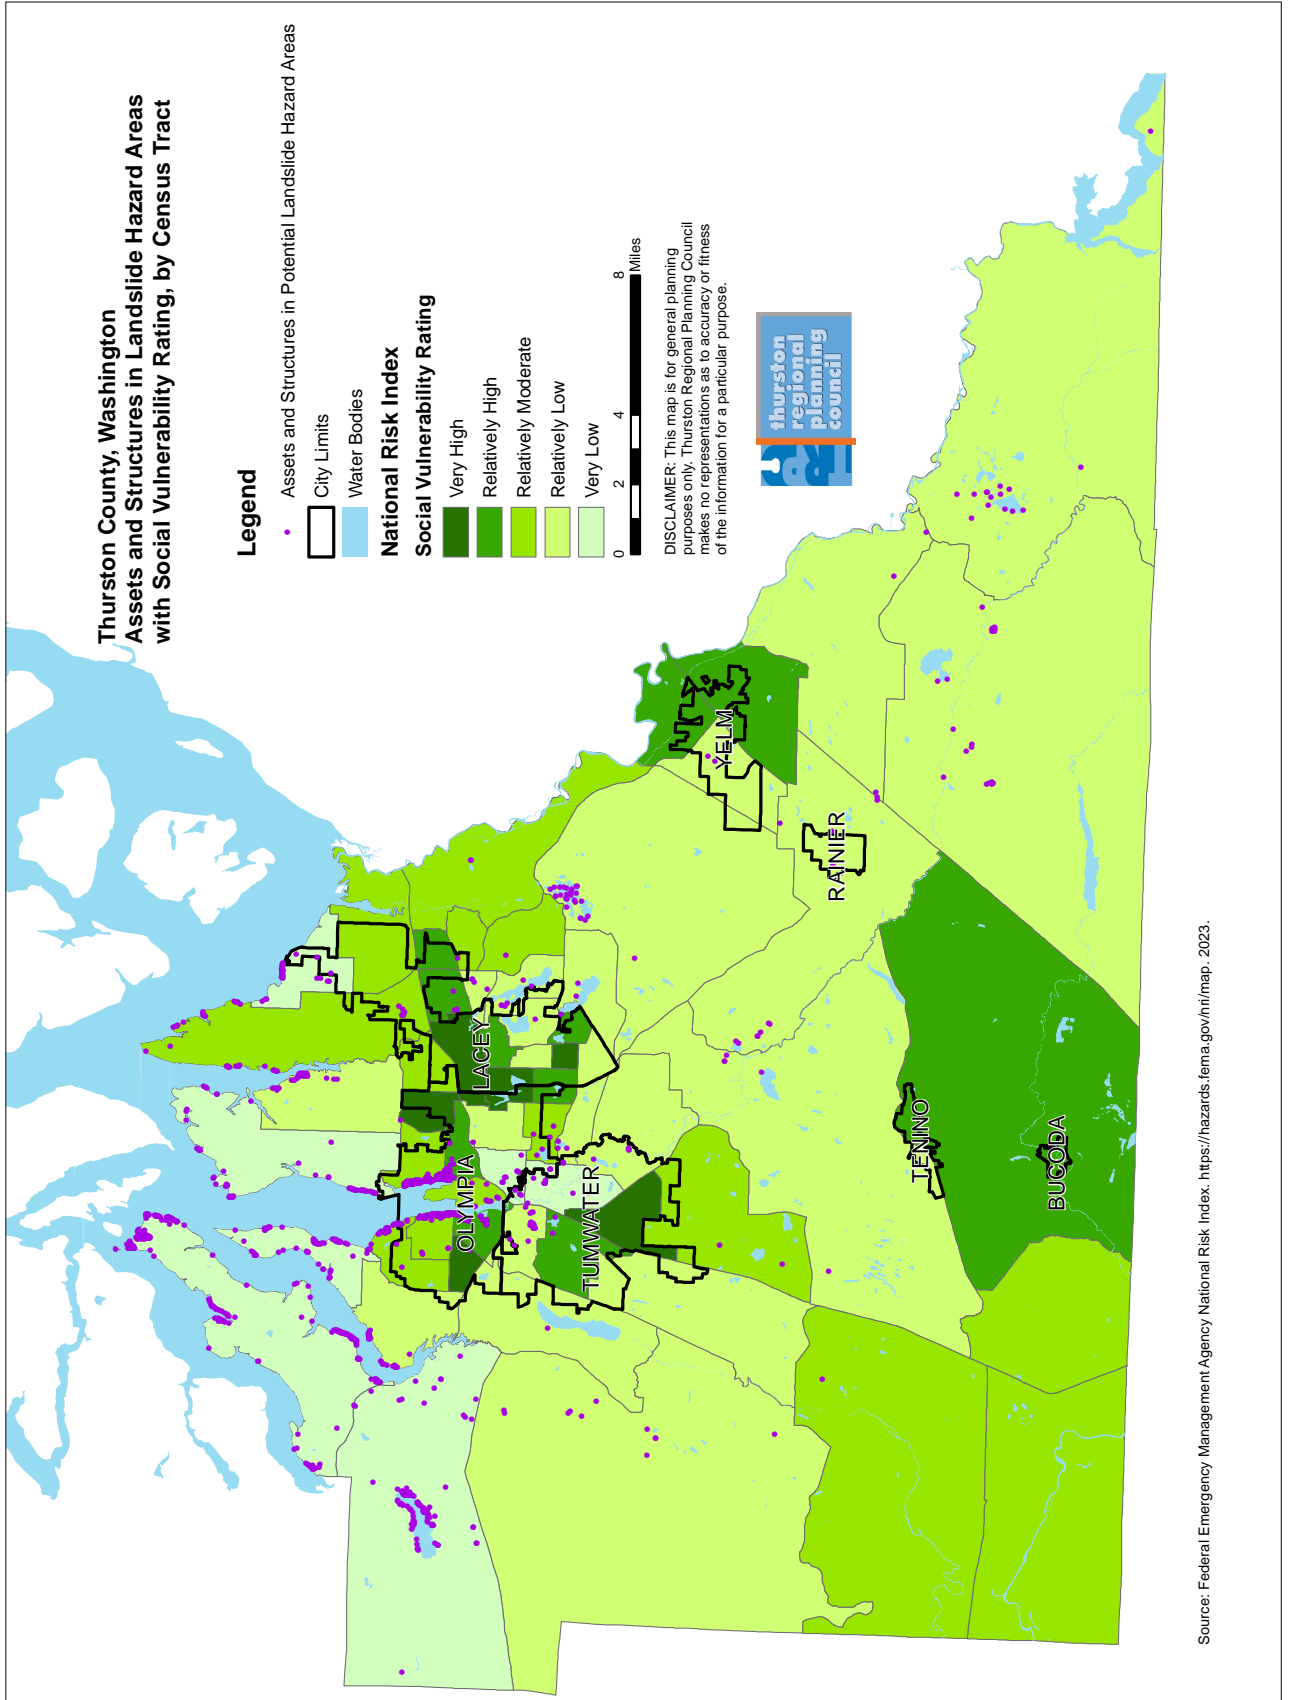 Thurston County, Washington
Assets and Structures in Landslide Hazard Areas
with Social Vulnerability Rating, by Census Tract
Legend
Assets and Structures in Potential Landslide Hazard Areas
City Limits
Water Bodies
National Risk Index
Social Vulnerability Rating
Very High
Relatively High
Relatively Moderate
Relatively Low
Very Low
0 2 4 8
Miles
DISCLAIMER: This map is for general planning
purposes only. Thurston Regional Planning Council
makes no representations as to accuracy or fitness
of the information for a particular purpose.
TRPC
thurston
regional
planning
council
OLYMPIA
LACEY
TUMWATER
YELM
RAINIER
TENINO
BUCODA
Source: Federal Emergency Management Agency National Risk Index. https://hazards.fema.gov/nri/map. 2023.